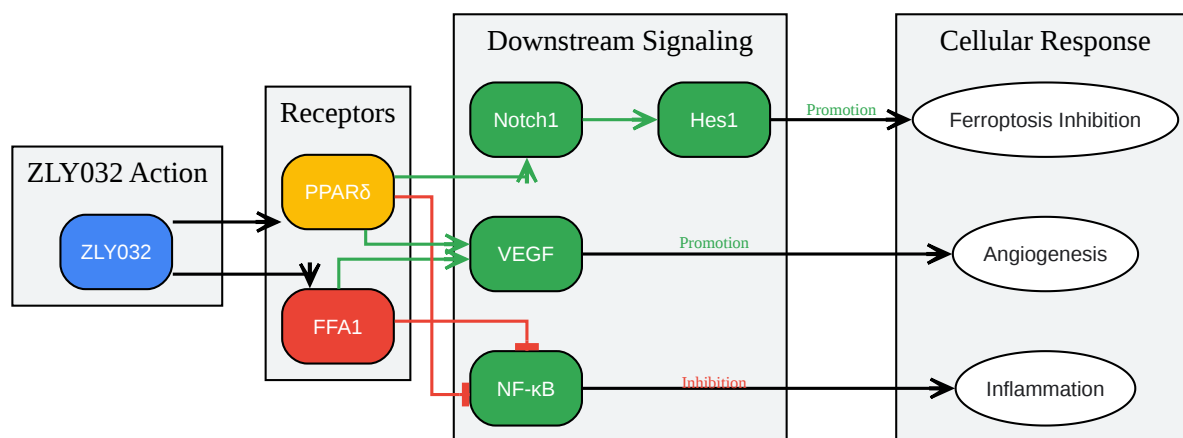 ZLY032 Action
ZLY032
Receptors
PPARδ
FFA1
Downstream Signaling
Notch1
Hes1
VEGF
NF-κB
Promotion
Promotion
Inhibition
Cellular Response
Ferroptosis Inhibition
Angiogenesis
Inflammation